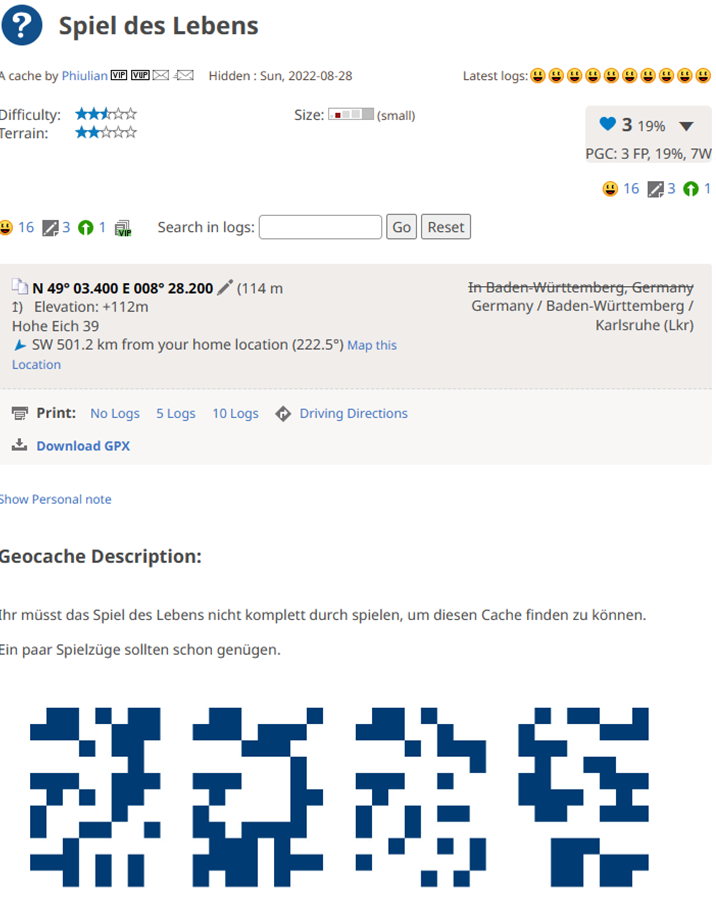 ?
Spiel des Lebens
A cache by Phiulian VIP VUP Hidden : Sun, 2022-08-28 Latest logs:
Difficulty:
Terrain:
Size: (small)
3 19%
PGC: 3 FP, 19%, 7W
16 3 1
16 3 1 VIP Search in logs: Go Reset
N 49° 03.400 E 008° 28.200 (114 m
Elevation: +112m
Hohe Eich 39
SW 501.2 km from your home location (222.5°) Map this
Location
In Baden-Württemberg, Germany
Germany / Baden-Württemberg /
Karlsruhe (Lkr)
Print: No Logs 5 Logs 10 Logs Driving Directions
Download GPX
Show Personal note
Geocache Description:
Ihr müsst das Spiel des Lebens nicht komplett durch spielen, um diesen Cache finden zu können.
Ein paar Spielzüge sollten schon genügen.